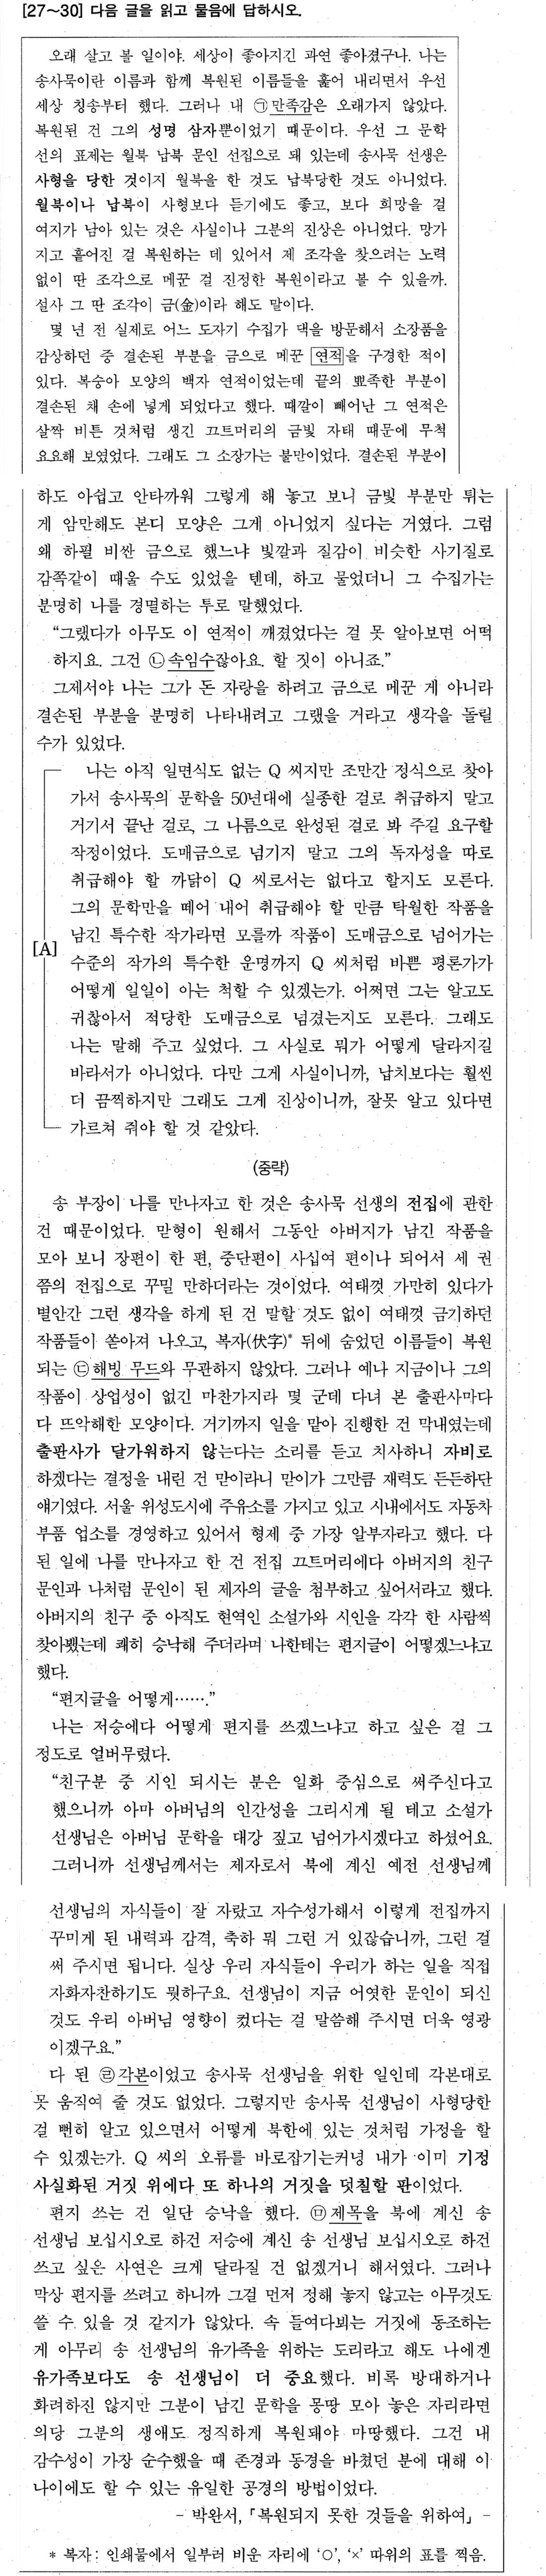 [27~30] 다음 글을 읽고 물음에 답하시오.
오래 살고 볼 일이야. 세상이 좋아지긴 과연 좋아졌구나. 나는
송사묵이란 이름과 함께 복원된 이름들을 훑어 내리면서 우선
세상 칭송부터 했다. 그러나 내 ㉠만족감은 오래가지 않았다.
복원된 건 그의 성명 삼자뿐이었기 때문이다. 우선 그 문학
선의 표제는 월북 납북 문인 선집으로 돼 있는데 송사묵 선생은
사형을 당한 것이지 월북을 한 것도 납북당한 것도 아니었다.
월북이나 납북이 사형보다 듣기에도 좋고, 보다 희망을 걸
여지가 남아 있는 것은 사실이나 그분의 진상은 아니었다. 망가
지고 흩어진 걸 복원하는 데 있어서 제 조각을 찾으려는 노력
없이 딴 조각으로 메꾼 걸 진정한 복원이라고 볼 수 있을까.
설사 그 딴 조각이 금(金)이라 해도 말이다.
몇 년 전 실제로 어느 도자기 수집가 댁을 방문해서 소장품을
감상하던 중 결손된 부분을 금으로 메꾼 연적을 구경한 적이
있다. 복숭아 모양의 백자 연적이었는데 끝의 뾰족한 부분이
결손된 채 손에 넣게 되었다고 했다. 때깔이 빼어난 그 연적은
살짝 비튼 것처럼 생긴 끄트머리의 금빛 자태 때문에 무척
요요해 보였었다. 그래도 그 소장가는 불만이었다. 결손된 부분이
하도 아쉽고 안타까워 그렇게 해 놓고 보니 금빛 부분만 튀는
게 암만해도 본디 모양은 그게 아니었지 싶다는 거였다. 그럼
왜 하필 비싼 금으로 했느냐 빛깔과 질감이 비슷한 사기질로
감쪽같이 때울 수도 있었을 텐데, 하고 물었더니 그 수집가는
분명히 나를 경멸하는 투로 말했었다.
“그랬다가 아무도 이 연적이 깨졌었다는 걸 못 알아보면 어떡
하지요. 그건 ㉡속임수잖아요. 할 짓이 아니죠.”
그제서야 나는 그가 돈 자랑을 하려고 금으로 메꾼 게 아니라
결손된 부분을 분명히 나타내려고 그랬을 거라고 생각을 돌릴
수가 있었다.
나는 아직 일면식도 없는 Q 씨지만 조만간 정식으로 찾아
가서 송사묵의 문학을 50년대에 실종한 걸로 취급하지 말고
거기서 끝난 걸로, 그 나름으로 완성된 걸로 봐 주길 요구할
작정이었다. 도매금으로 넘기지 말고 그의 독자성을 따로
취급해야 할 까닭이 Q 씨로서는 없다고 할지도 모른다.
그의 문학만을 떼어 내어 취급해야 할 만큼 탁월한 작품을
남긴 특수한 작가라면 모를까 작품이 도매금으로 넘어가는
[A] 수준의 작가의 특수한 운명까지 Q 씨처럼 바쁜 평론가가
어떻게 일일이 아는 척할 수 있겠는가. 어쩌면 그는 알고도
귀찮아서 적당한 도매금으로 넘겼는지도 모른다. 그래도
나는 말해 주고 싶었다. 그 사실로 뭐가 어떻게 달라지길
바라서가 아니었다. 다만 그게 사실이니까, 납치보다는 훨씬
더 끔찍하지만 그래도 그게 진상이니까, 잘못 알고 있다면
가르쳐 줘야 할 것 같았다.
(중략)
송 부장이 나를 만나자고 한 것은 송사묵 선생의 전집에 관한
건 때문이었다. 맏형이 원해서 그동안 아버지가 남긴 작품을
모아 보니 장편이 한 편, 중단편이 사십여 편이나 되어서 세 권
쯤의 전집으로 꾸밀 만하더라는 것이었다. 여태껏 가만히 있다가
별안간 그런 생각을 하게 된 건 말할 것도 없이 여태껏 금기하던
작품들이 쏟아져 나오고, 복자(伏字)* 뒤에 숨었던 이름들이 복원
되는 ㉢해빙 무드와 무관하지 않았다. 그러나 예나 지금이나 그의
작품이 상업성이 없긴 마찬가지라 몇 군데 다녀 본 출판사마다
다 뜨악해한 모양이다. 거기까지 일을 맡아 진행한 건 막내였는데
출판사가 달가워하지 않는다는 소리를 듣고 치사하니 자비로
하겠다는 결정을 내린 건 맏이라니 맏이가 그만큼 재력도 든든하단
얘기였다. 서울 위성도시에 주유소를 가지고 있고 시내에서도 자동차
부품 업소를 경영하고 있어서 형제 중 가장 알부자라고 했다. 다
된 일에 나를 만나자고 한 건 전집 끄트머리에다 아버지의 친구
문인과 나처럼 문인이 된 제자의 글을 첨부하고 싶어서라고 했다.
아버지의 친구 중 아직도 현역인 소설가와 시인을 각각 한 사람씩
찾아뵀는데 쾌히 승낙해 주더라며 나한테는 편지글이 어떻겠느냐고
했다.
“편지글을 어떻게……”
나는 저승에다 어떻게 편지를 쓰겠느냐고 하고 싶은 걸 그
정도로 얼버무렸다.
“친구분 중 시인 되시는 분은 일화 중심으로 써주신다고
했으니까 아마 아버님의 인간성을 그리시게 될 테고 소설가
선생님은 아버님 문학을 대강 짚고 넘어가시겠다고 하셨어요.
그러니까 선생님께서는 제자로서 북에 계신 예전 선생님께
선생님의 자식들이 잘 자랐고 자수성가해서 이렇게 전집까지
꾸미게 된 내력과 감격, 축하 뭐 그런 거 있잖습니까, 그런 걸
써 주시면 됩니다. 실상 우리 자식들이 우리가 하는 일을 직접
자화자찬하기도 뭣하구요. 선생님이 지금 어엿한 문인이 되신
것도 우리 아버님 영향이 컸다는 걸 말씀해 주시면 더욱 영광
이겠구요.”
다 된 ㉣각본이었고 송사묵 선생님을 위한 일인데 각본대로
못 움직여 줄 것도 없었다. 그렇지만 송사묵 선생님이 사형당한
걸 뻔히 알고 있으면서 어떻게 북한에 있는 것처럼 가정을 할
수 있겠는가. Q 씨의 오류를 바로잡기는커녕 내가 이미 기정
사실화된 거짓 위에다 또 하나의 거짓을 덧칠할 판이었다.
편지 쓰는 건 일단 승낙을 했다. ㉤제목을 북에 계신 송
선생님 보십시오로 하건 저승에 계신 송 선생님 보십시오로 하건
쓰고 싶은 사연은 크게 달라질 건 없겠거니 해서였다. 그러나
막상 편지를 쓰려고 하니까 그걸 먼저 정해 놓지 않고는 아무것도
쓸 수 있을 것 같지가 않았다. 속 들여다뵈는 거짓에 동조하는
게 아무리 송 선생님의 유가족을 위하는 도리라고 해도 나에겐
유가족보다도 송 선생님이 더 중요했다. 비록 방대하거나
화려하진 않지만 그분이 남긴 문학을 몽땅 모아 놓은 자리라면
의당 그분의 생애도 정직하게 복원돼야 마땅했다. 그건 내
감수성이 가장 순수했을 때 존경과 동경을 바쳤던 분에 대해 이
나이에도 할 수 있는 유일한 공경의 방법이었다.
- 박완서, 「복원되지 못한 것들을 위하여」 -
* 복자: 인쇄물에서 일부러 비운 자리에 ‘○’, ‘×’ 따위의 표를 찍음.